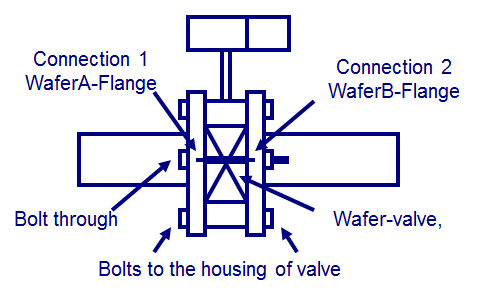 Connection 1
WaferA-Flange
Connection 2
WaferB-Flange
Bolt through
Wafer-valve,
Bolts to the housing of valve